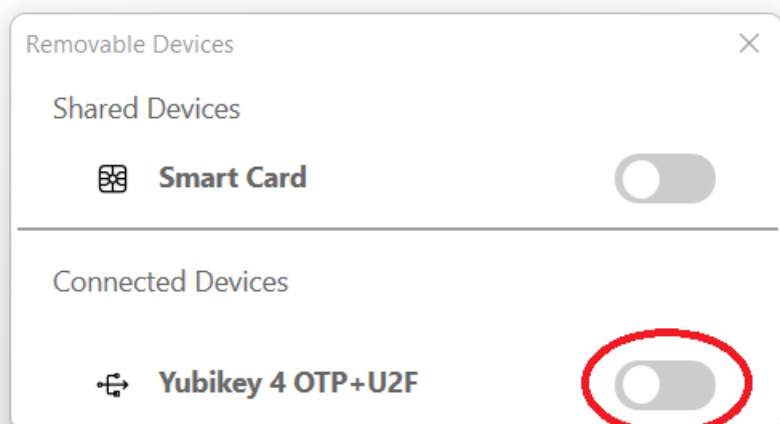 Removable Devices
Shared Devices
Smart Card
Connected Devices
Yubikey 4 OTP+U2F